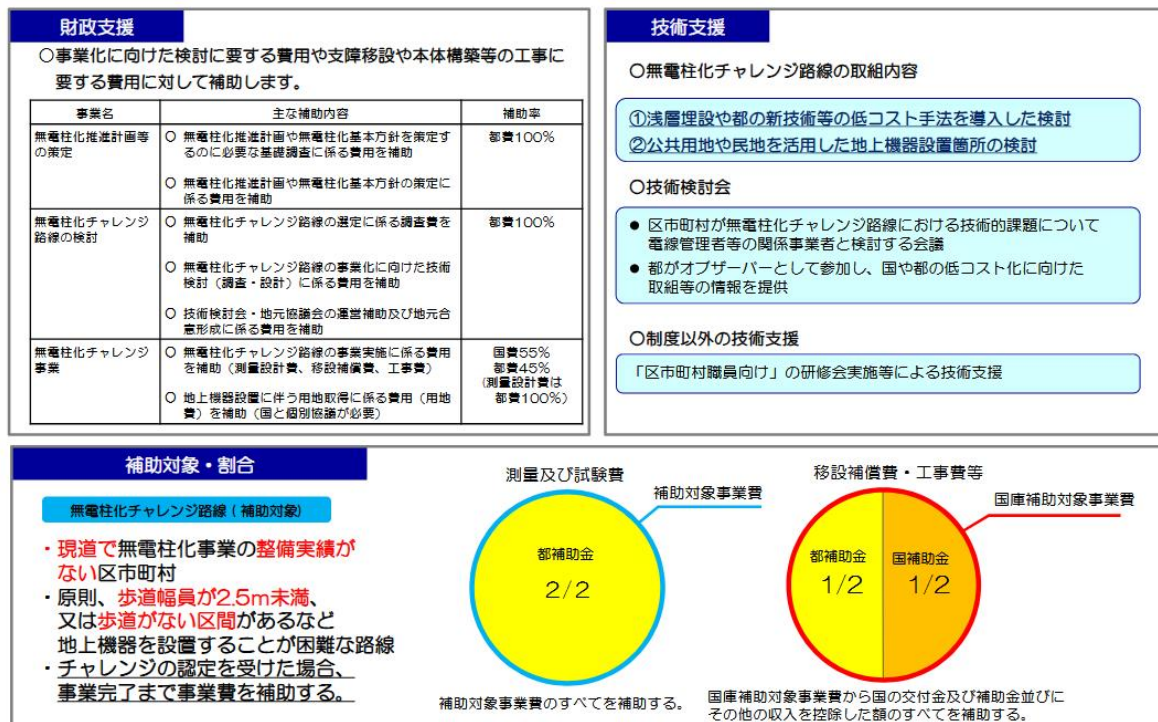 財政支援
○事業化に向けた検討に要する費用や支障移設や本体構築等の工事に
要する費用に対して補助します。
事業名
主な補助内容
補助率
無電柱化推進計画等
の策定
○ 無電柱化推進計画や無電柱化基本方針を策定す
るのに必要な基礎調査に係る費用を補助
○ 無電柱化推進計画や無電柱化基本方針の策定に
係る費用を補助
都費100%
無電柱化チャレンジ
路線の検討
○ 無電柱化チャレンジ路線の選定に係る調査費を
補助
○ 無電柱化チャレンジ路線の事業化に向けた技術
検討(調査・設計)に係る費用を補助
○ 技術検討会・地元協議会の運営補助及び地元合
意形成に係る費用を補助
都費100%
無電柱化チャレンジ
事業
○ 無電柱化チャレンジ路線の事業実施に係る費用
を補助(測量設計費、移設補償費、工事費)
○ 地上機器設置に伴う用地取得に係る費用(用地
費)を補助(国と個別協議が必要)
国費55%
都費45%
(測量設計費は
都費100%)
技術支援
○無電柱化チャレンジ路線の取組内容
①浅層埋設や都の新技術等の低コスト手法を導入した検討
②公共用地や民地を活用した地上機器設置箇所の検討
○技術検討会
● 区市町村が無電柱化チャレンジ路線における技術的課題について
電線管理者等の関係事業者と検討する会議
● 都がオブザーバーとして参加し、国や都の低コスト化に向けた
取組等の情報を提供
○制度以外の技術支援
「区市町村職員向け」の研修会実施等による技術支援
補助対象・割合
無電柱化チャレンジ路線(補助対象)
・現道で無電柱化事業の整備実績が
ない区市町村
・原則、歩道幅員が2.5m未満、
又は歩道がない区間があるなど
地上機器を設置することが困難な路線
・チャレンジの認定を受けた場合、
事業完了まで事業費を補助する。
測量及び試験費
補助対象事業費
都補助金
2/2
補助対象事業費のすべてを補助する。
移設補償費・工事費等
国庫補助対象事業費
都補助金
1/2
国補助金
1/2
国庫補助対象事業費から国の交付金及び補助金並びに
その他の収入を控除した額のすべてを補助する。